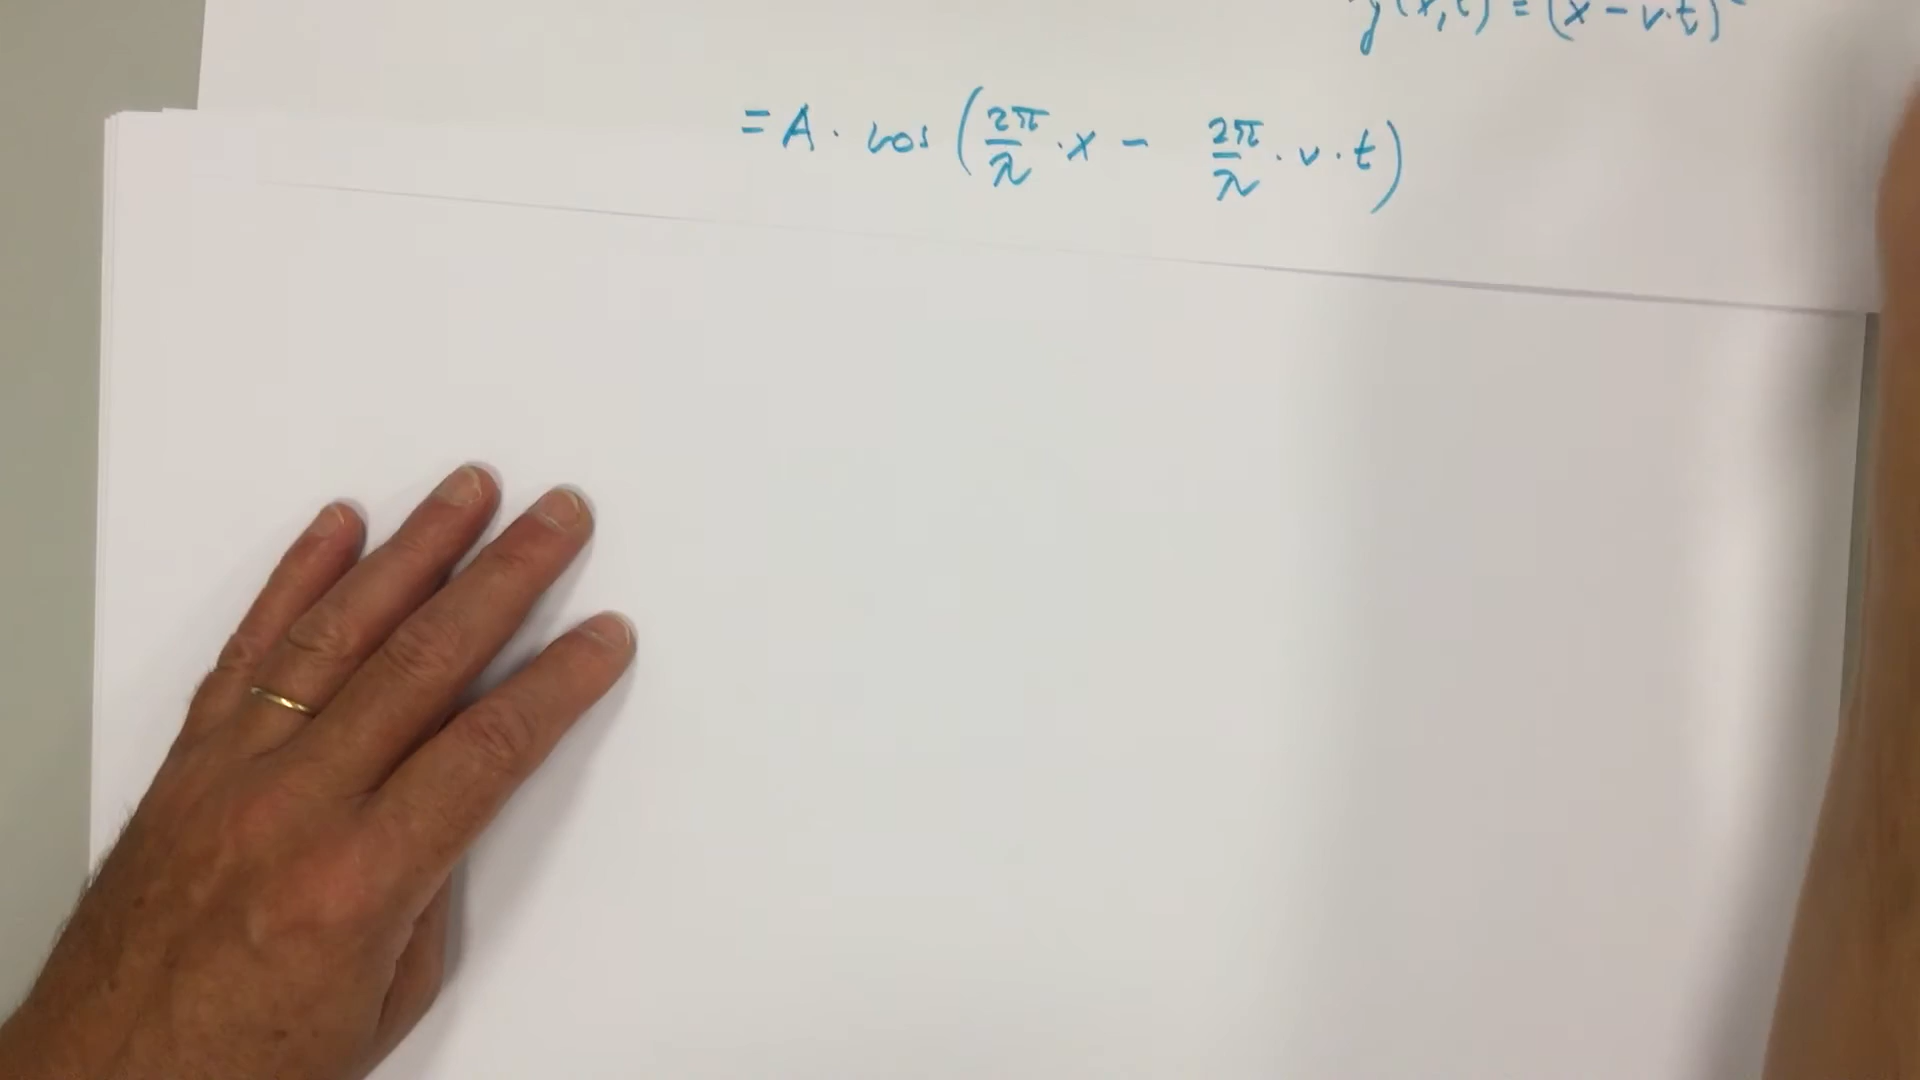 y(x,t) = (x - v·t)
= A · cos (2π/λ · x - 2π/λ · v · t)